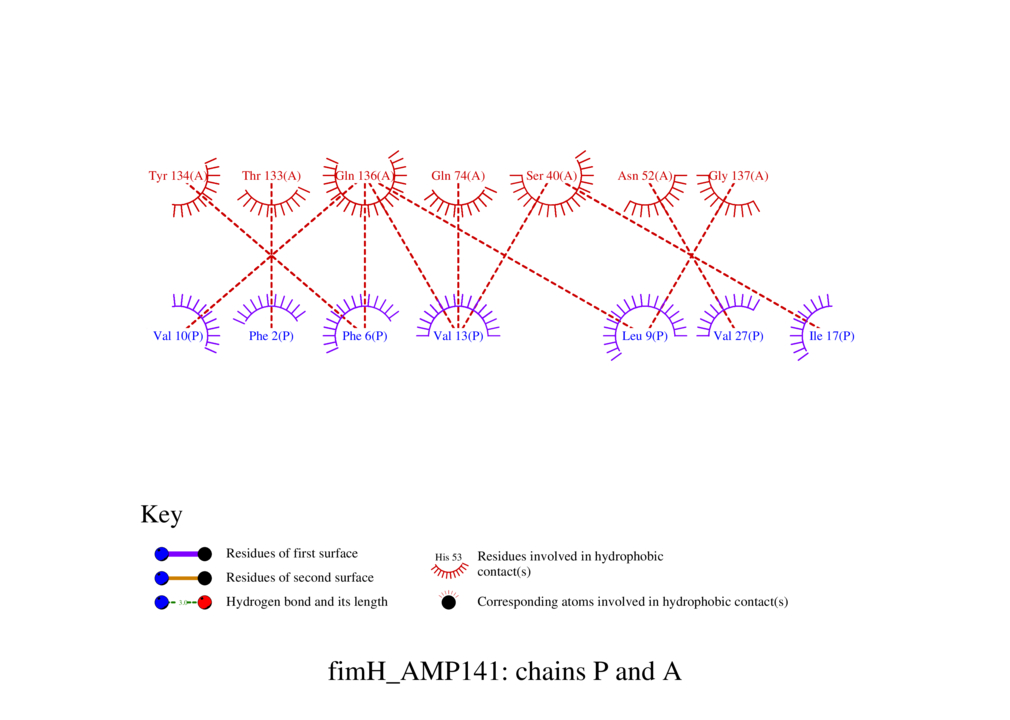 Tyr 134(A) Thr 133(A) Gln 136(A) Gln 74(A) Ser 40(A) Asn 52(A) Gly 137(A)
Val 10(P) Phe 2(P) Phe 6(P) Val 13(P) Leu 9(P) Val 27(P) Ile 17(P)
Key
Residues of first surface
Residues of second surface
3.0
Hydrogen bond and its length
His 53
Residues involved in hydrophobic
contact(s)
Corresponding atoms involved in hydrophobic contact(s)
fimH_AMP141: chains P and A